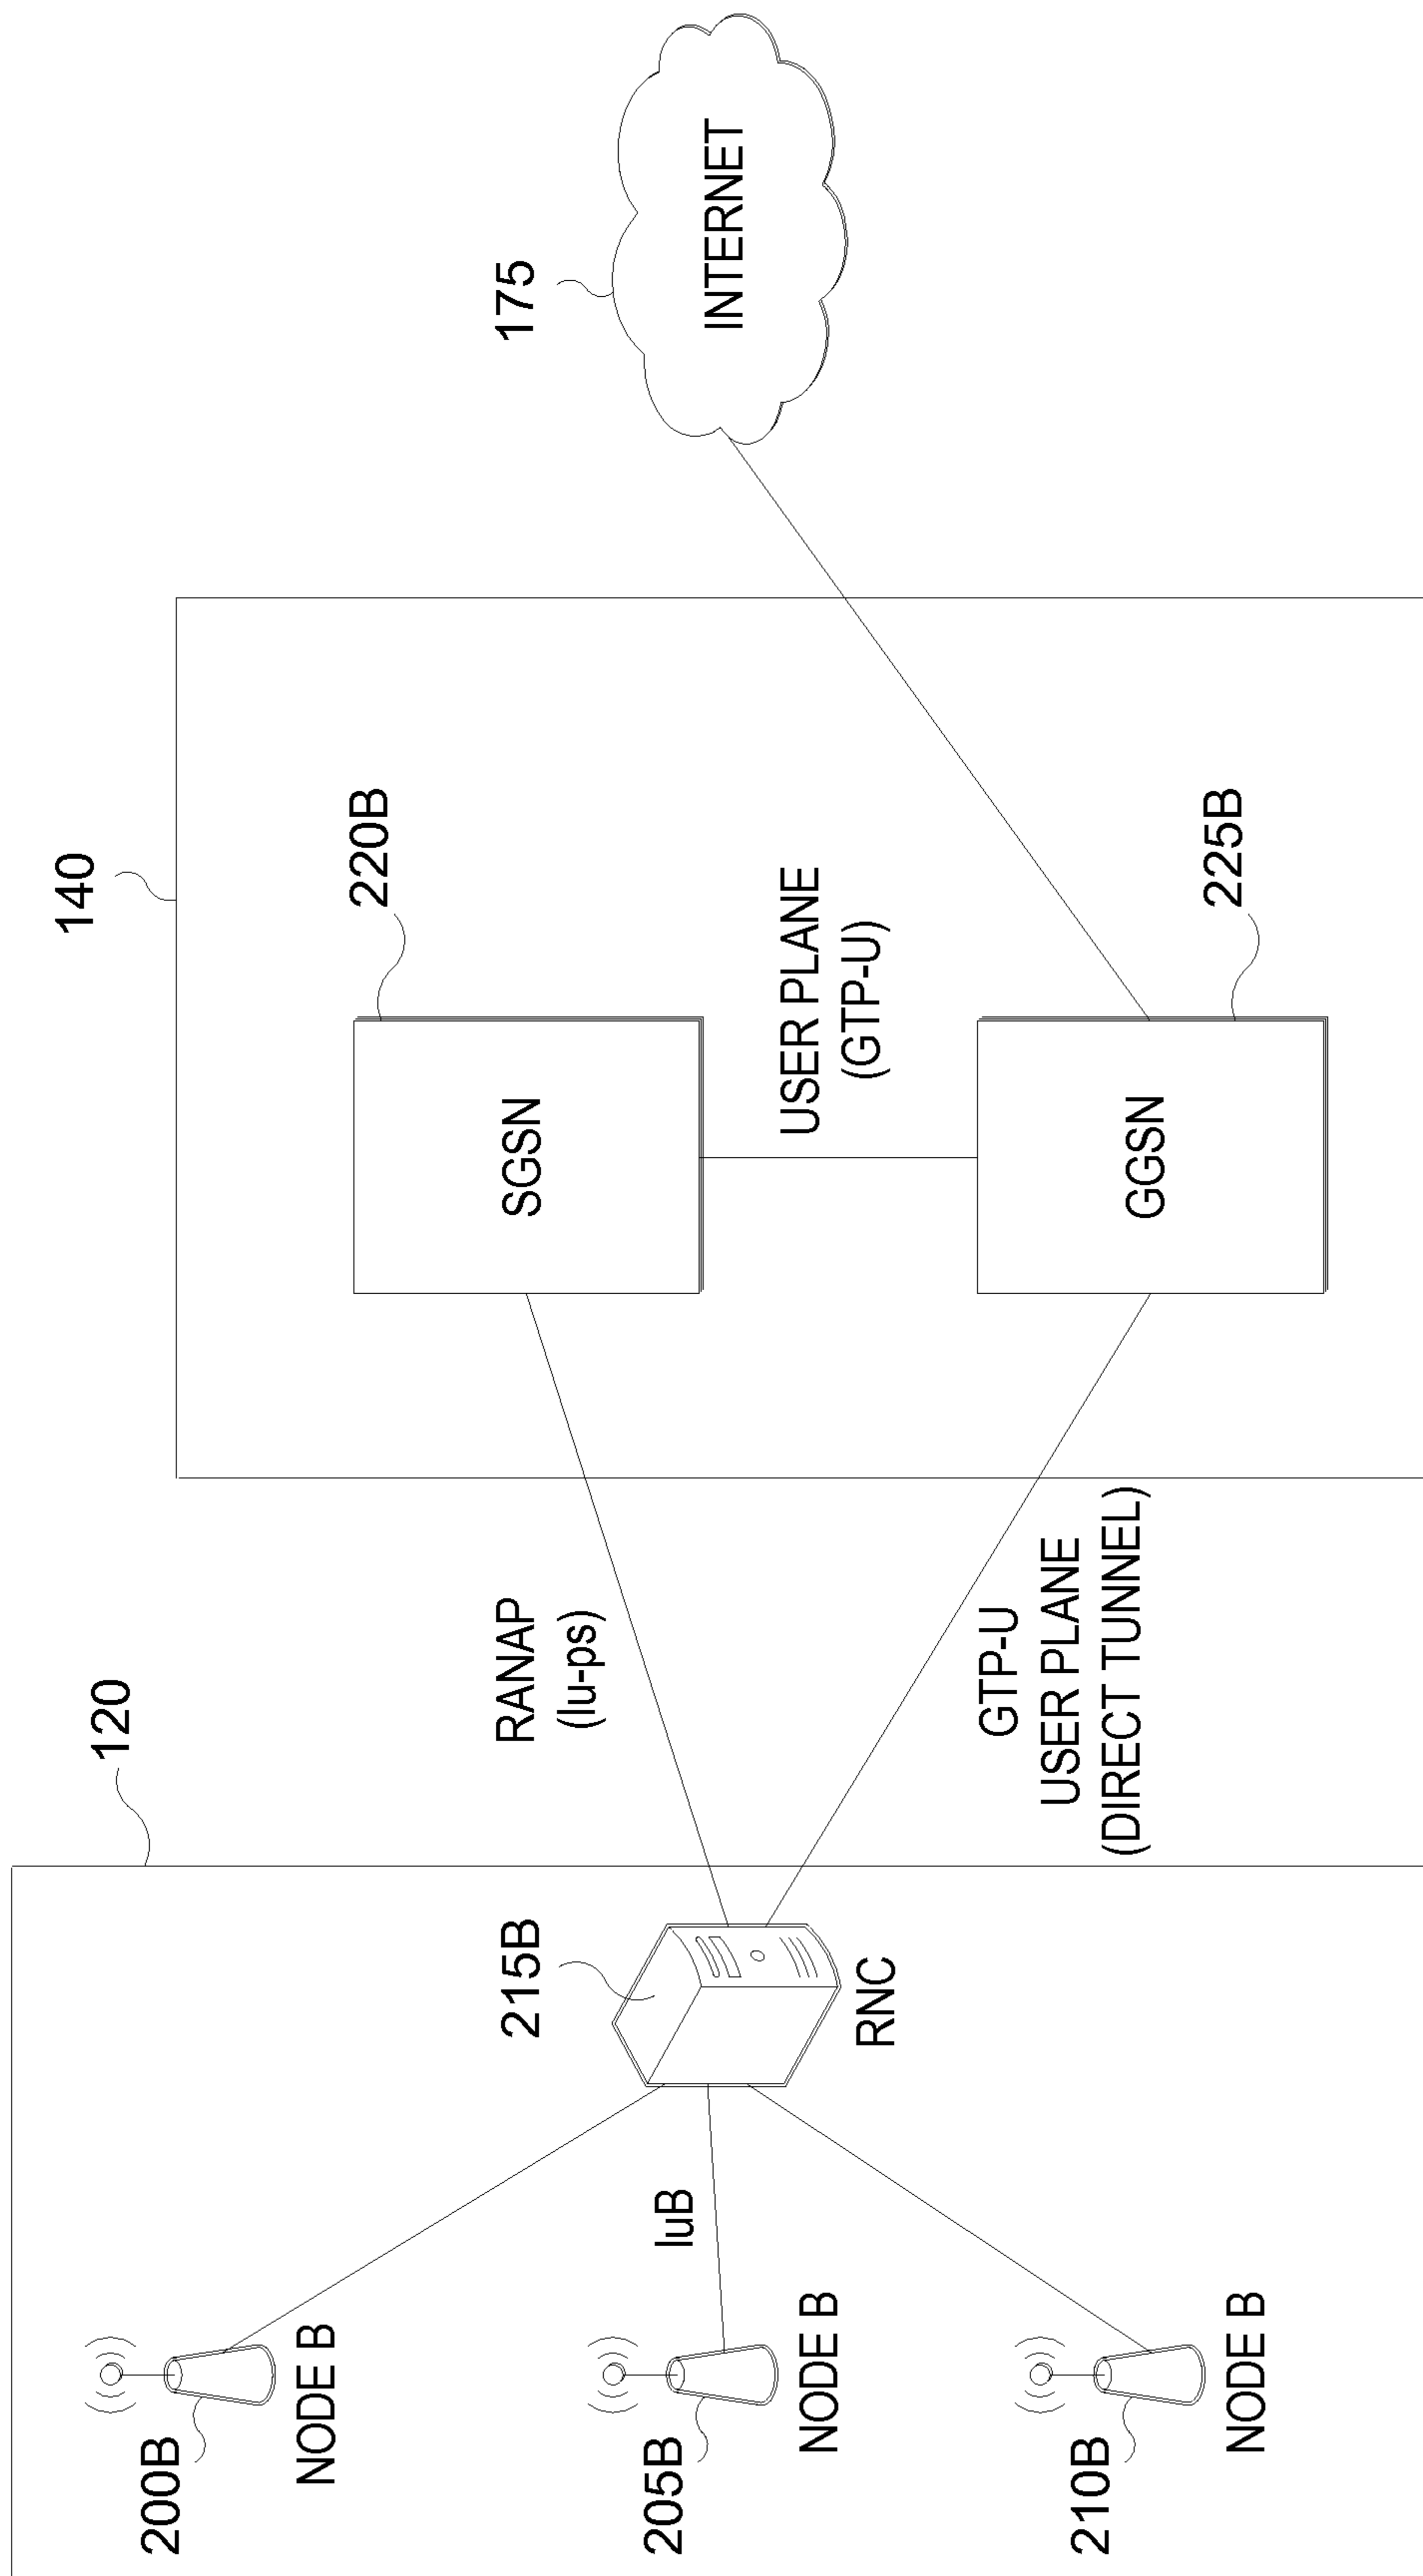 120
140
175
200B
NODE B
205B
NODE B
210B
NODE B
IuB
215B
RNC
RANAP
(Iu-ps)
GTP-U
USER PLANE
(DIRECT TUNNEL)
220B
SGSN
USER PLANE
(GTP-U)
225B
GGSN
INTERNET